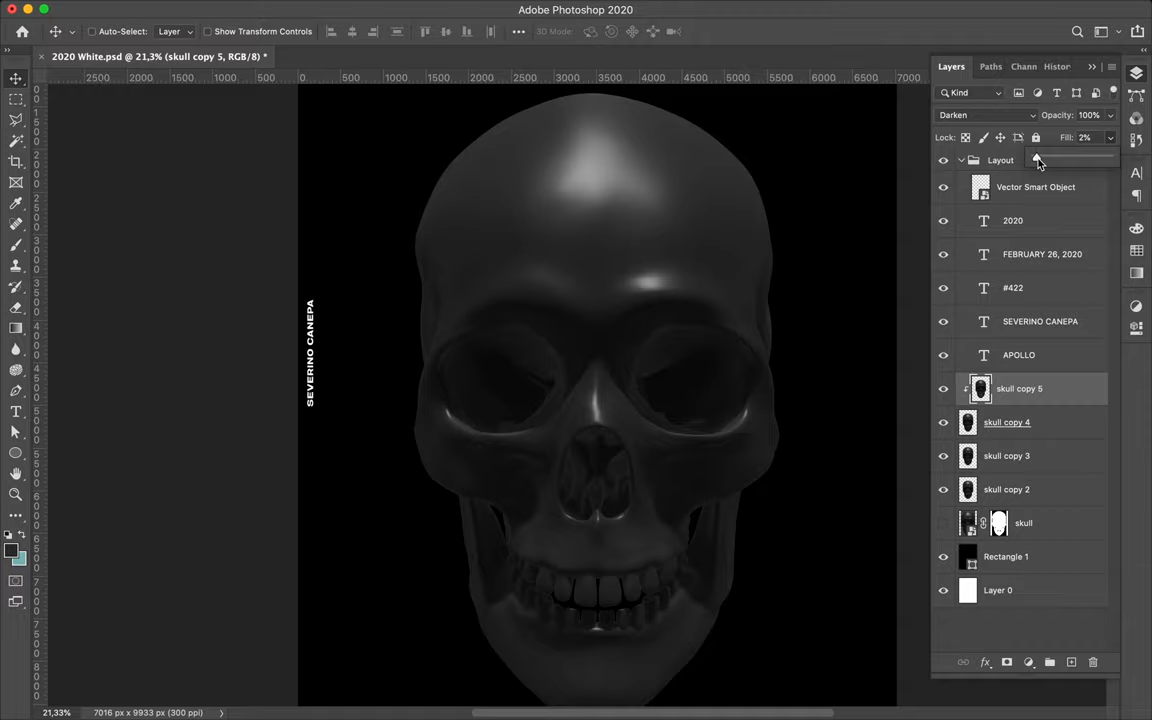 Adobe Photoshop 2020
Auto-Select: Layer Show Transform Controls 3D Mode:
2020 White.psd @ 21,3% (skull copy 5, RGB/8) *
2500 2000 1500 1000 500 0 500 1000 1500 2000 2500 3000 3500 4000 4500 5000 5500 6000 6500 7000
Layers Paths Chann Histor
Kind
Darken Opacity: 100%
Lock: Fill: 2%
Layout
Vector Smart Object
2020
FEBRUARY 26, 2020
#422
SEVERINO CANEPA
APOLLO
skull copy 5
skull copy 4
skull copy 3
skull copy 2
skull
Rectangle 1
Layer 0
SEVERINO CANEPA
21,33% 7016 px x 9933 px (300 ppi)